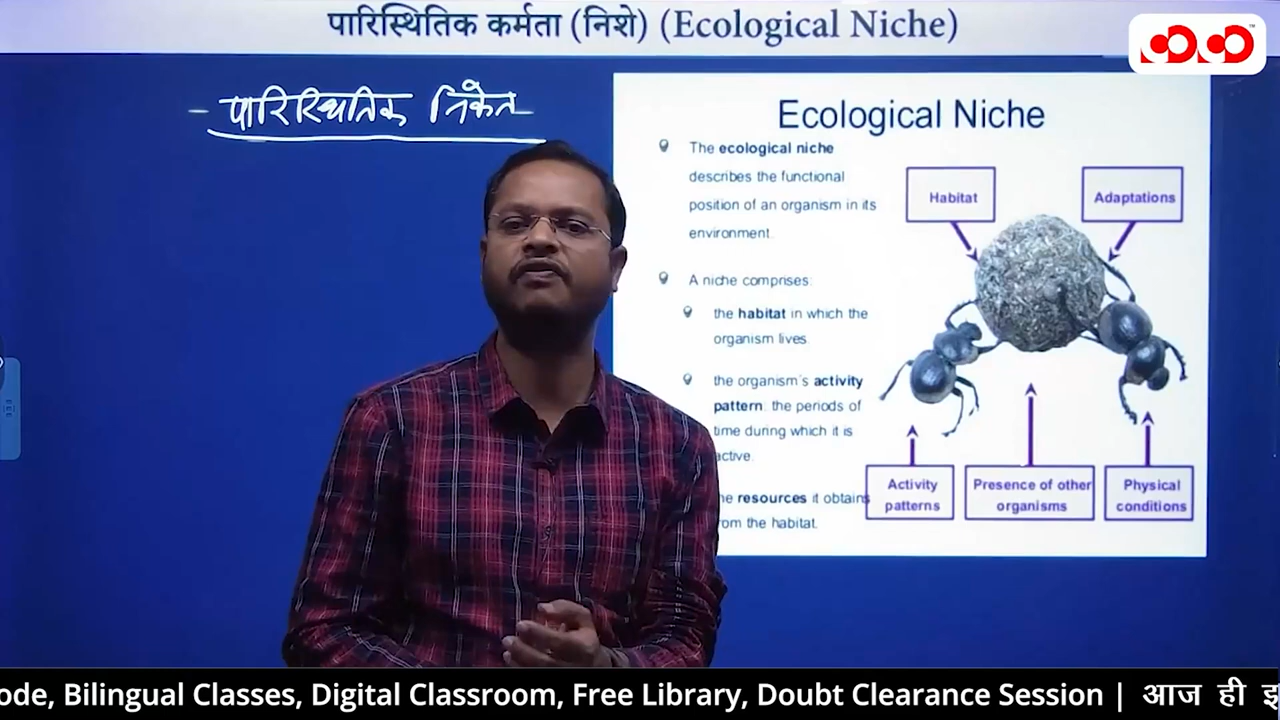 पारिस्थितिक कर्मता (निशे) (Ecological Niche)
पारिस्थितिक निकेत
Ecological Niche
The ecological niche
describes the functional
position of an organism in its
environment.
A niche comprises:
the habitat in which the
organism lives.
the organism's activity
pattern: the periods of
time during which it is
active.
he resources it obtains
rom the habitat.
Habitat
Adaptations
Activity
patterns
Presence of other
organisms
Physical
conditions
ode, Bilingual Classes, Digital Classroom, Free Library, Doubt Clearance Session | आज ही इ